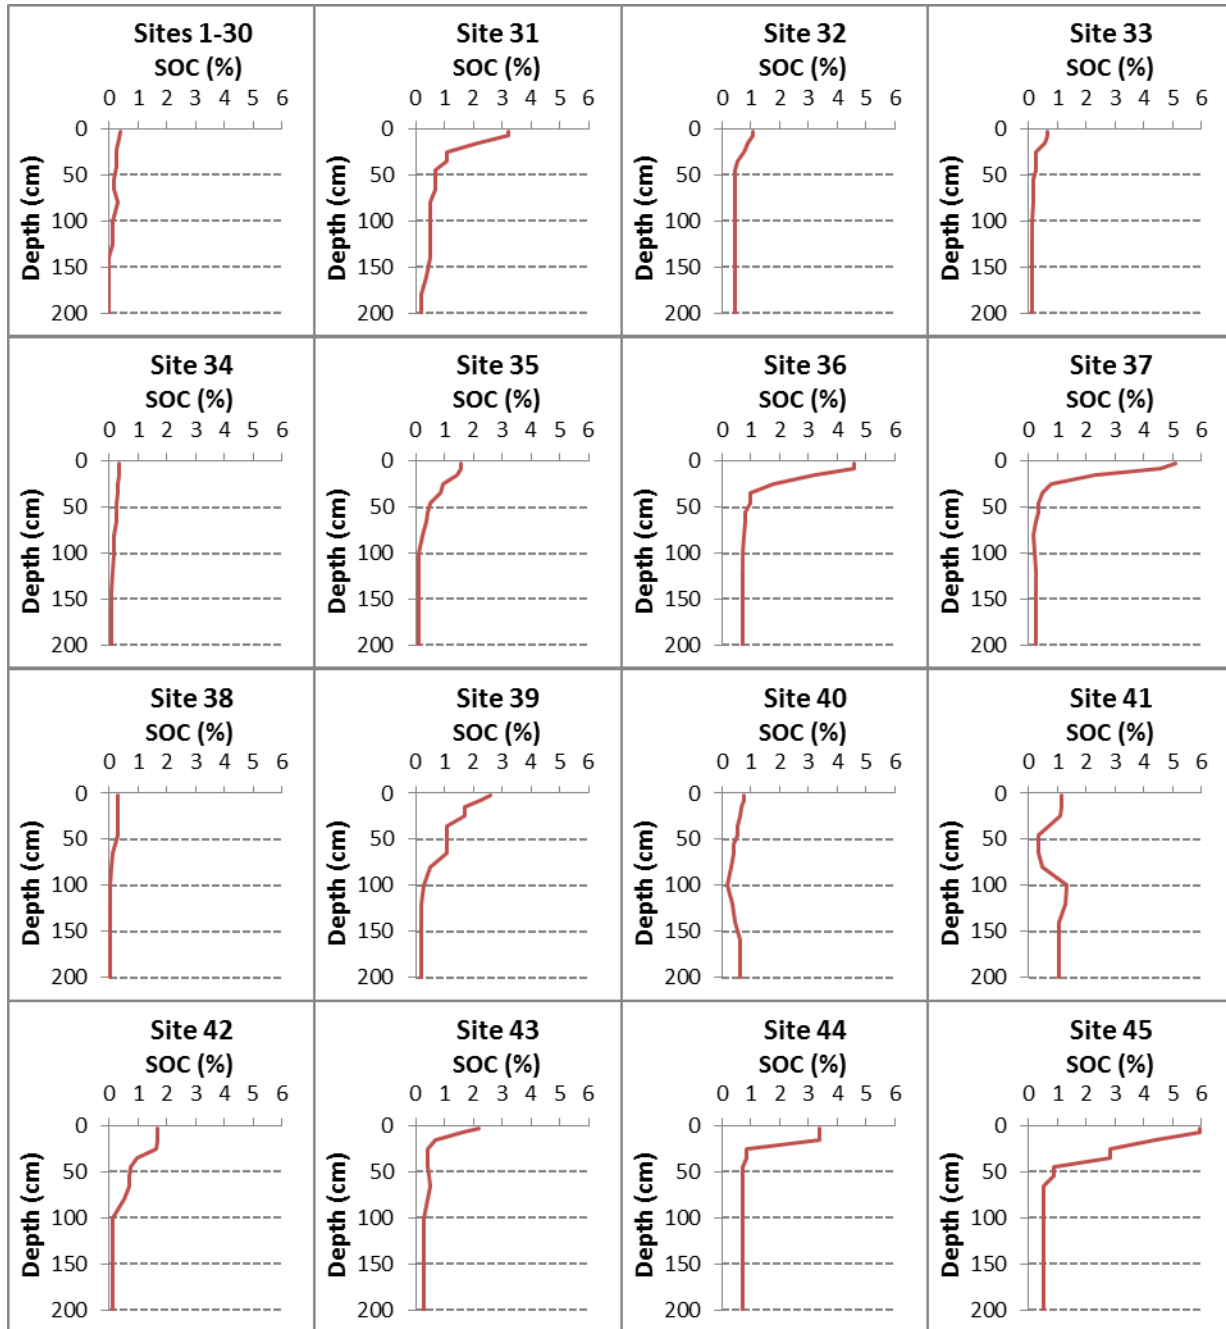 Sites 1-30
SOC (%)
0 1 2 3 4 5 6
0
50
100
150
200
Depth (cm)
Site 31
SOC (%)
0 1 2 3 4 5 6
0
50
100
150
200
Depth (cm)
Site 32
SOC (%)
0 1 2 3 4 5 6
0
50
100
150
200
Depth (cm)
Site 33
SOC (%)
0 1 2 3 4 5 6
0
50
100
150
200
Depth (cm)
Site 34
SOC (%)
0 1 2 3 4 5 6
0
50
100
150
200
Depth (cm)
Site 35
SOC (%)
0 1 2 3 4 5 6
0
50
100
150
200
Depth (cm)
Site 36
SOC (%)
0 1 2 3 4 5 6
0
50
100
150
200
Depth (cm)
Site 37
SOC (%)
0 1 2 3 4 5 6
0
50
100
150
200
Depth (cm)
Site 38
SOC (%)
0 1 2 3 4 5 6
0
50
100
150
200
Depth (cm)
Site 39
SOC (%)
0 1 2 3 4 5 6
0
50
100
150
200
Depth (cm)
Site 40
SOC (%)
0 1 2 3 4 5 6
0
50
100
150
200
Depth (cm)
Site 41
SOC (%)
0 1 2 3 4 5 6
0
50
100
150
200
Depth (cm)
Site 42
SOC (%)
0 1 2 3 4 5 6
0
50
100
150
200
Depth (cm)
Site 43
SOC (%)
0 1 2 3 4 5 6
0
50
100
150
200
Depth (cm)
Site 44
SOC (%)
0 1 2 3 4 5 6
0
50
100
150
200
Depth (cm)
Site 45
SOC (%)
0 1 2 3 4 5 6
0
50
100
150
200
Depth (cm)